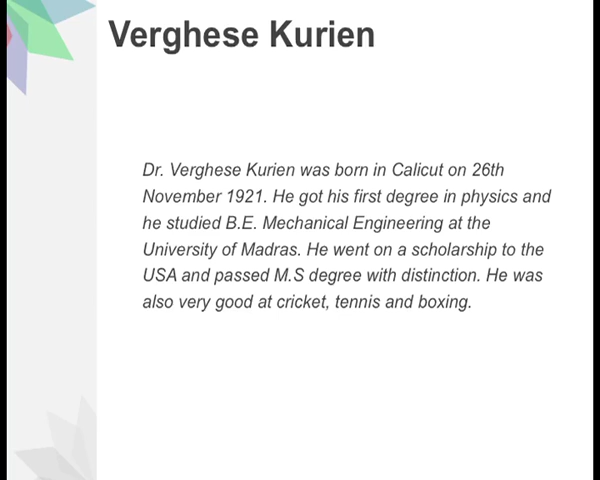 Verghese Kurien
Dr. Verghese Kurien was born in Calicut on 26th
November 1921. He got his first degree in physics and
he studied B.E. Mechanical Engineering at the
University of Madras. He went on a scholarship to the
USA and passed M.S degree with distinction. He was
also very good at cricket, tennis and boxing.